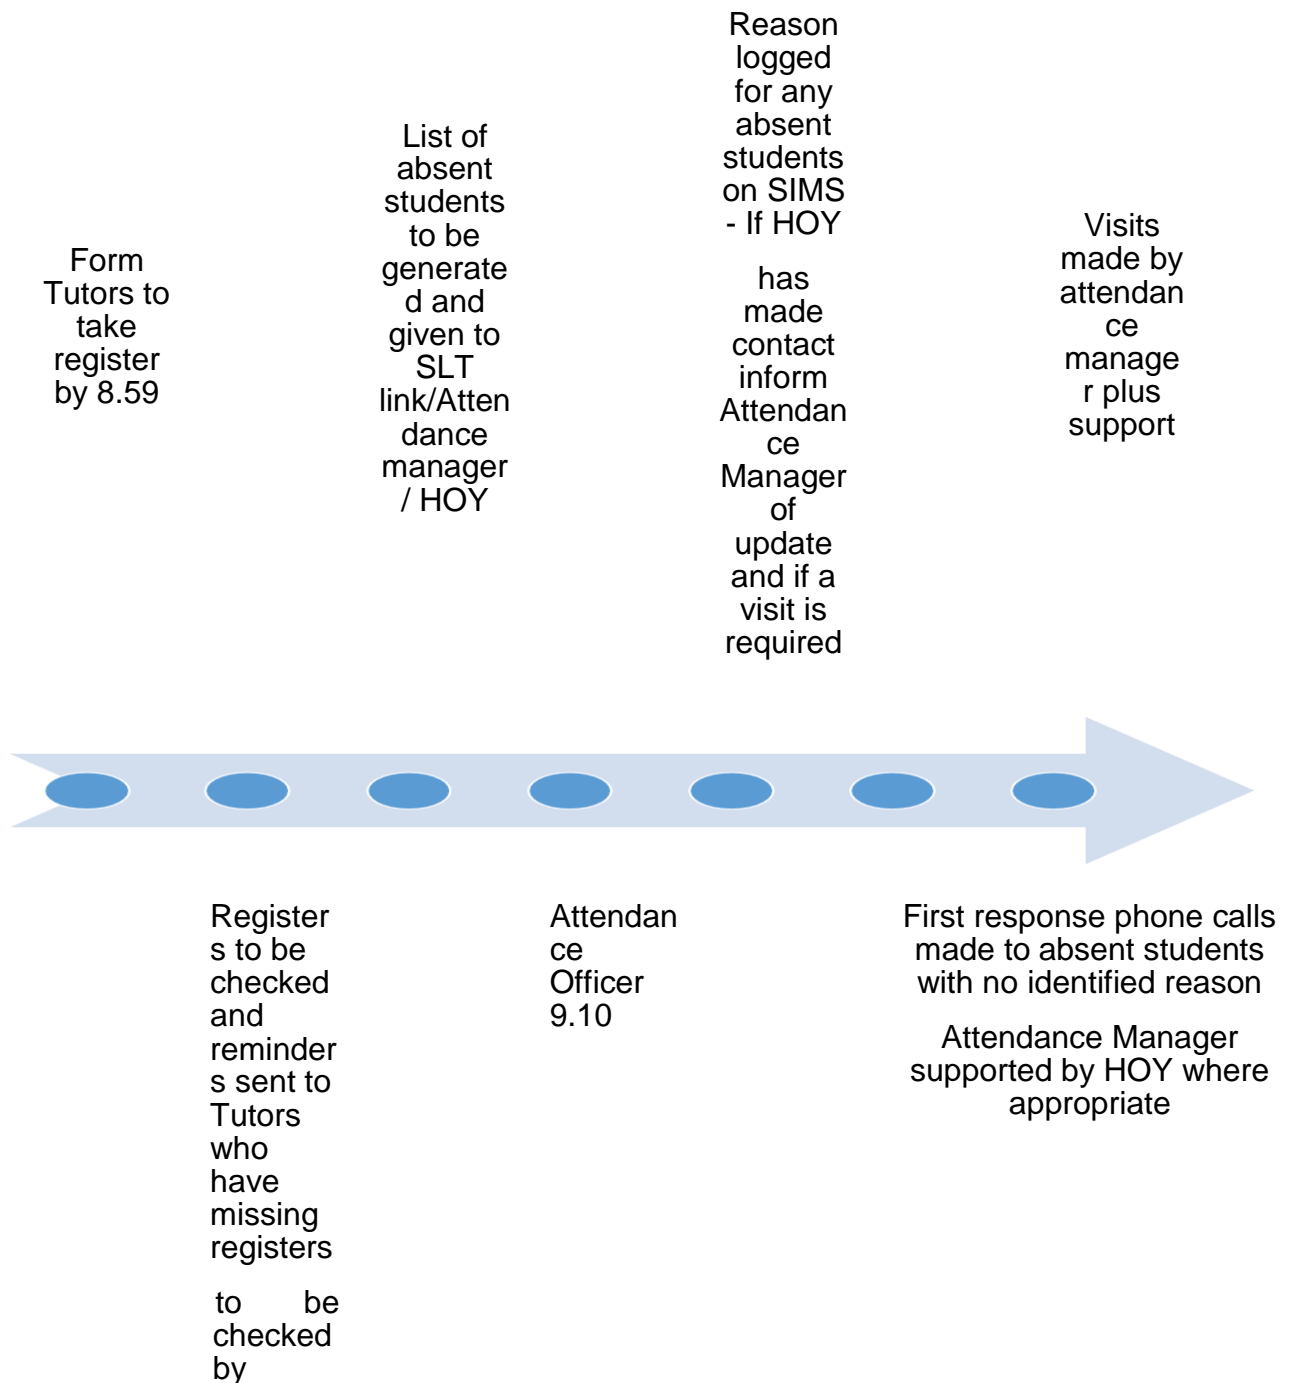 Form
Tutors to
take
register
by 8.59
List of
absent
students
to be
generate
d and
given to
SLT
link/Atten
dance
manager
/ HOY
Reason
logged
for any
absent
students
on SIMS
- If HOY
has
made
contact
inform
Attendan
ce
Manager
of
update
and if a
visit is
required
Visits
made by
attendan
ce
manage
r plus
support
Register
s to be
checked
and
reminder
s sent to
Tutors
who
have
missing
registers
to be
checked
by
Attendan
ce
Officer
9.10
First response phone calls
made to absent students
with no identified reason
Attendance Manager
supported by HOY where
appropriate